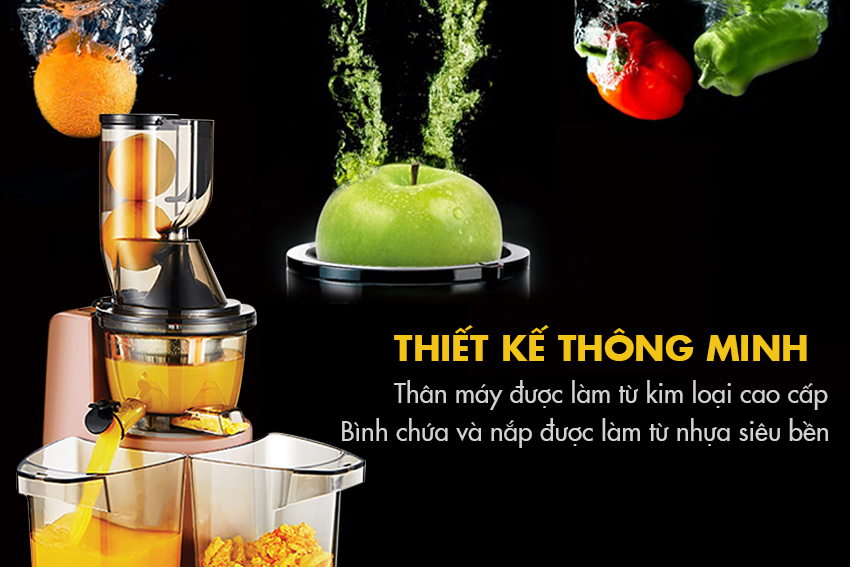 THIẾT KẾ THÔNG MINH
Thân máy được làm từ kim loại cao cấp
Bình chứa và nắp được làm từ nhựa siêu bền